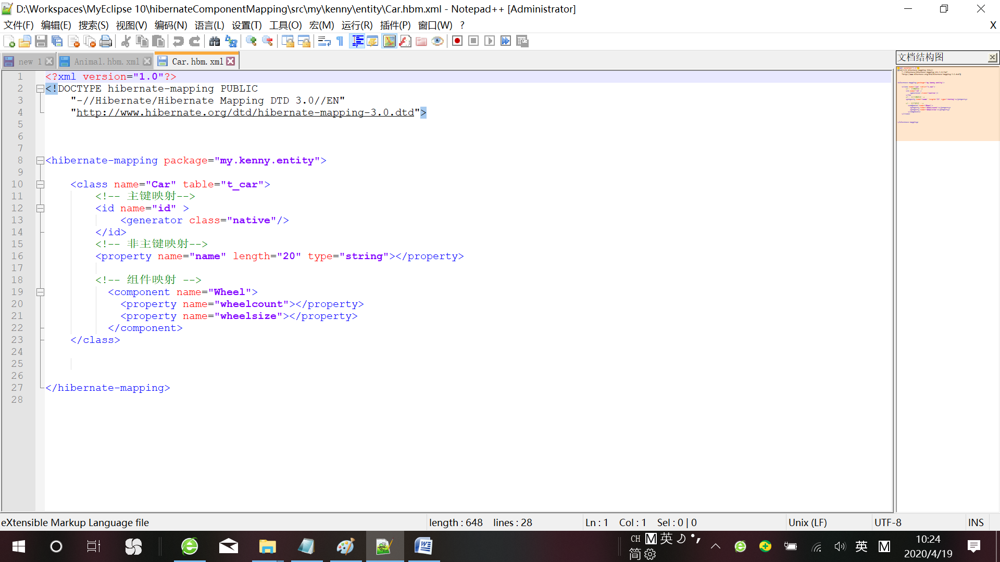 D:\Workspaces\MyEclipse 10\hibernateComponentMapping\src\my\kenny\entity\Car.hbm.xml - Notepad++ [Administrator]
文件(F) 编辑(E) 搜索(S) 视图(V) 编码(N) 语言(L) 设置(T) 工具(O) 宏(M) 运行(R) 插件(P) 窗口(W) ? X
new 1 Animal.hbm.xml Car.hbm.xml
文档结构图
1 <?xml version="1.0"?>
2 <!DOCTYPE hibernate-mapping PUBLIC
3 "-//Hibernate/Hibernate Mapping DTD 3.0//EN"
4 "http://www.hibernate.org/dtd/hibernate-mapping-3.0.dtd">
5
6
7
8 <hibernate-mapping package="my.kenny.entity">
9
10 <class name="Car" table="t_car">
11 <!-- 主键映射-->
12 <id name="id" >
13 <generator class="native"/>
14 </id>
15 <!-- 非主键映射-->
16 <property name="name" length="20" type="string"></property>
17
18 <!-- 组件映射 -->
19 <component name="Wheel">
20 <property name="wheelcount"></property>
21 <property name="wheelsize"></property>
22 </component>
23 </class>
24
25
26
27 </hibernate-mapping>
28
eXtensible Markup Language file length : 648 lines : 28 Ln : 1 Col : 1 Sel : 0 | 0 Unix (LF) UTF-8 INS
CH M 英
简
英 M
10:24
2020/4/19